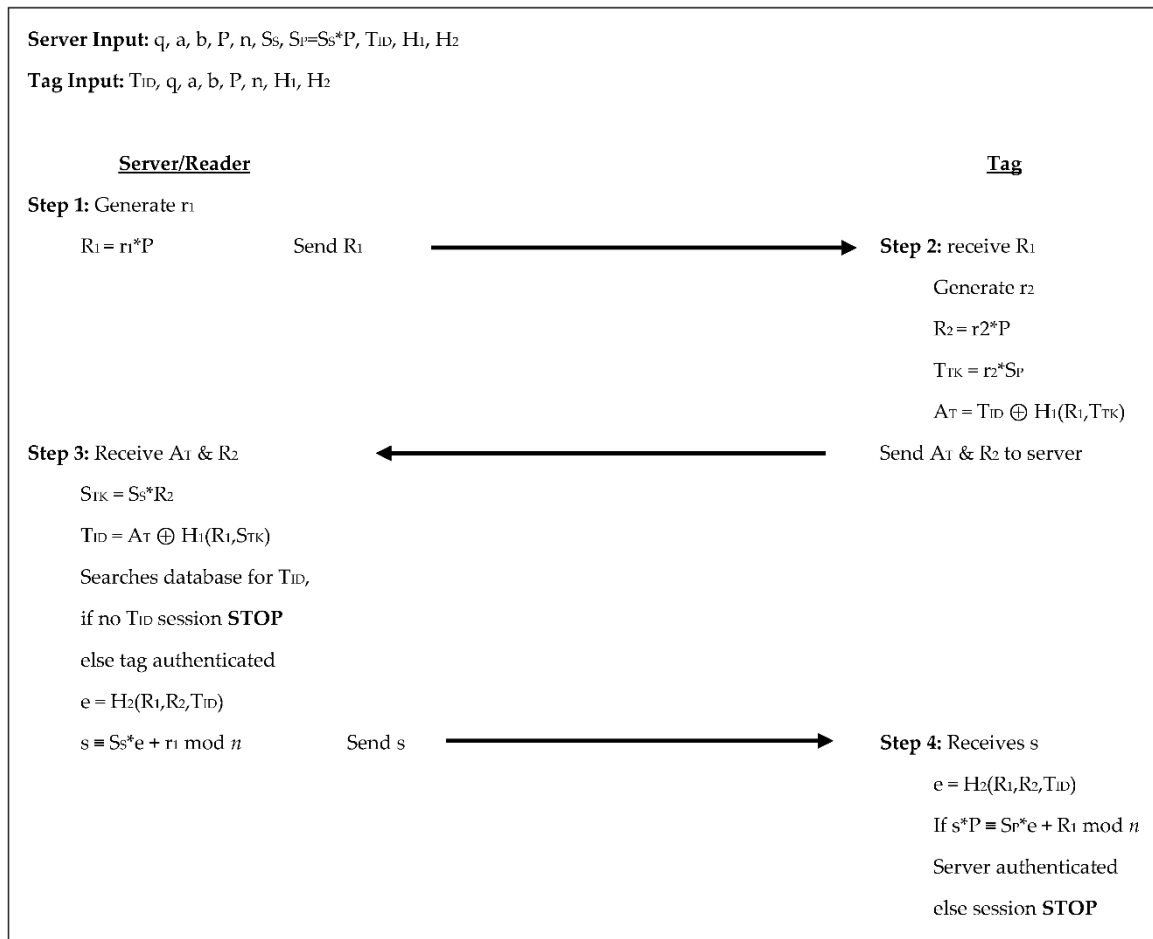 Server Input: q, a, b, P, n, Ss, SP=Ss*P, TID, H1, H2
Tag Input: TID, q, a, b, P, n, H1, H2
Server/Reader
Tag
Step 1: Generate r1
R1 = r1*P
Send R1
Step 2: receive R1
Generate r2
R2 = r2*P
TTK = r2*SP
AT = TID ⊕ H1(R1,TTK)
Send AT & R2 to server
Step 3: Receive AT & R2
STK = Ss*R2
TID = AT ⊕ H1(R1,STK)
Searches database for TID,
if no TID session STOP
else tag authenticated
e = H2(R1,R2,TID)
s ≡ Ss*e + r1 mod n
Send s
Step 4: Receives s
e = H2(R1,R2,TID)
If s*P ≡ SP*e + R1 mod n
Server authenticated
else session STOP